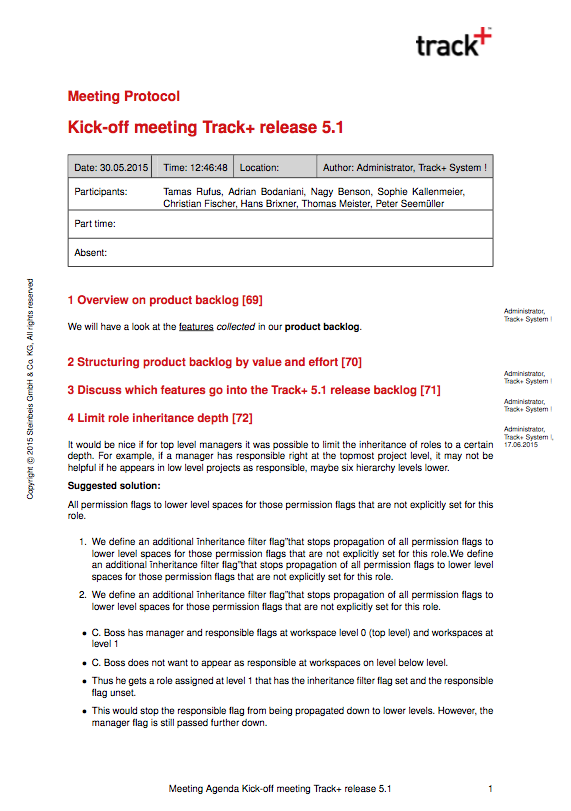 track+
Meeting Protocol
Kick-off meeting Track+ release 5.1
Date: 30.05.2015 Time: 12:46:48 Location: Author: Administrator, Track+ System !
Participants: Tamas Rufus, Adrian Bodaniani, Nagy Benson, Sophie Kallenmeier,
Christian Fischer, Hans Brixner, Thomas Meister, Peter Seemüller
Part time:
Absent:
1 Overview on product backlog [69]
Administrator,
Track+ System !
We will have a look at the features collected in our product backlog.
2 Structuring product backlog by value and effort [70]
Administrator,
Track+ System !
3 Discuss which features go into the Track+ 5.1 release backlog [71]
Administrator,
Track+ System !
4 Limit role inheritance depth [72]
Administrator,
Track+ System !,
17.06.2015
It would be nice if for top level managers it was possible to limit the inheritance of roles to a certain
depth. For example, if a manager has responsible right at the topmost project level, it may not be
helpful if he appears in low level projects as responsible, maybe six hierarchy levels lower.
Suggested solution:
All permission flags to lower level spaces for those permission flags that are not explicitly set for this
role.
1. We define an additional ïnheritance filter flag"that stops propagation of all permission flags to
lower level spaces for those permission flags that are not explicitly set for this role.We define
an additional ïnheritance filter flag"that stops propagation of all permission flags to lower level
spaces for those permission flags that are not explicitly set for this role.
2. We define an additional ïnheritance filter flag"that stops propagation of all permission flags to
lower level spaces for those permission flags that are not explicitly set for this role.
• C. Boss has manager and responsible flags at workspace level 0 (top level) and workspaces at
level 1
• C. Boss does not want to appear as responsible at workspaces on level below level.
• Thus he gets a role assigned at level 1 that has the inheritance filter flag set and the responsible
flag unset.
• This would stop the responsible flag from being propagated down to lower levels. However, the
manager flag is still passed further down.
Copyright © 2015 Steinbeis GmbH & Co. KG, All rights reserved
Meeting Agenda Kick-off meeting Track+ release 5.1 1